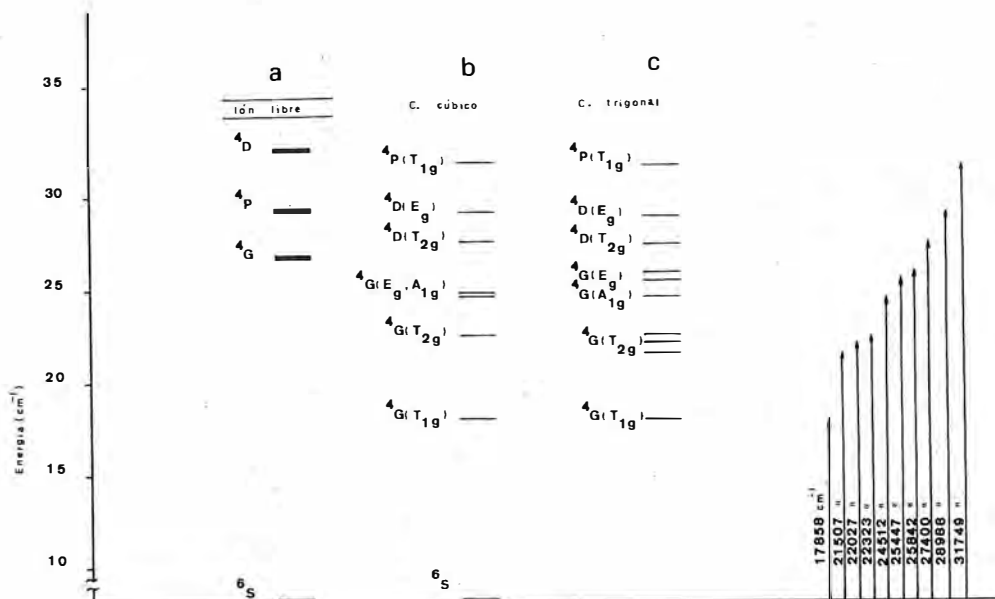 35
30
25
20
15
10
Energía (cm⁻¹)
a
Ión libre
⁴D
⁴P
⁴G
⁶S
b
C. cúbico
⁴P(T₁g)
⁴D(Eg)
⁴D(T₂g)
⁴G(Eg,A₁g)
⁴G(T₂g)
⁴G(T₁g)
⁶S
c
C. trigonal
⁴P(T₁g)
⁴D(Eg)
⁴D(T₂g)
⁴G(Eg)
⁴G(A₁g)
⁴G(T₂g)
⁴G(T₁g)
17858 cm⁻¹
21507 "
22027 "
22323 "
24512 "
25447 "
25842 "
27400 "
28988 "
31749 "